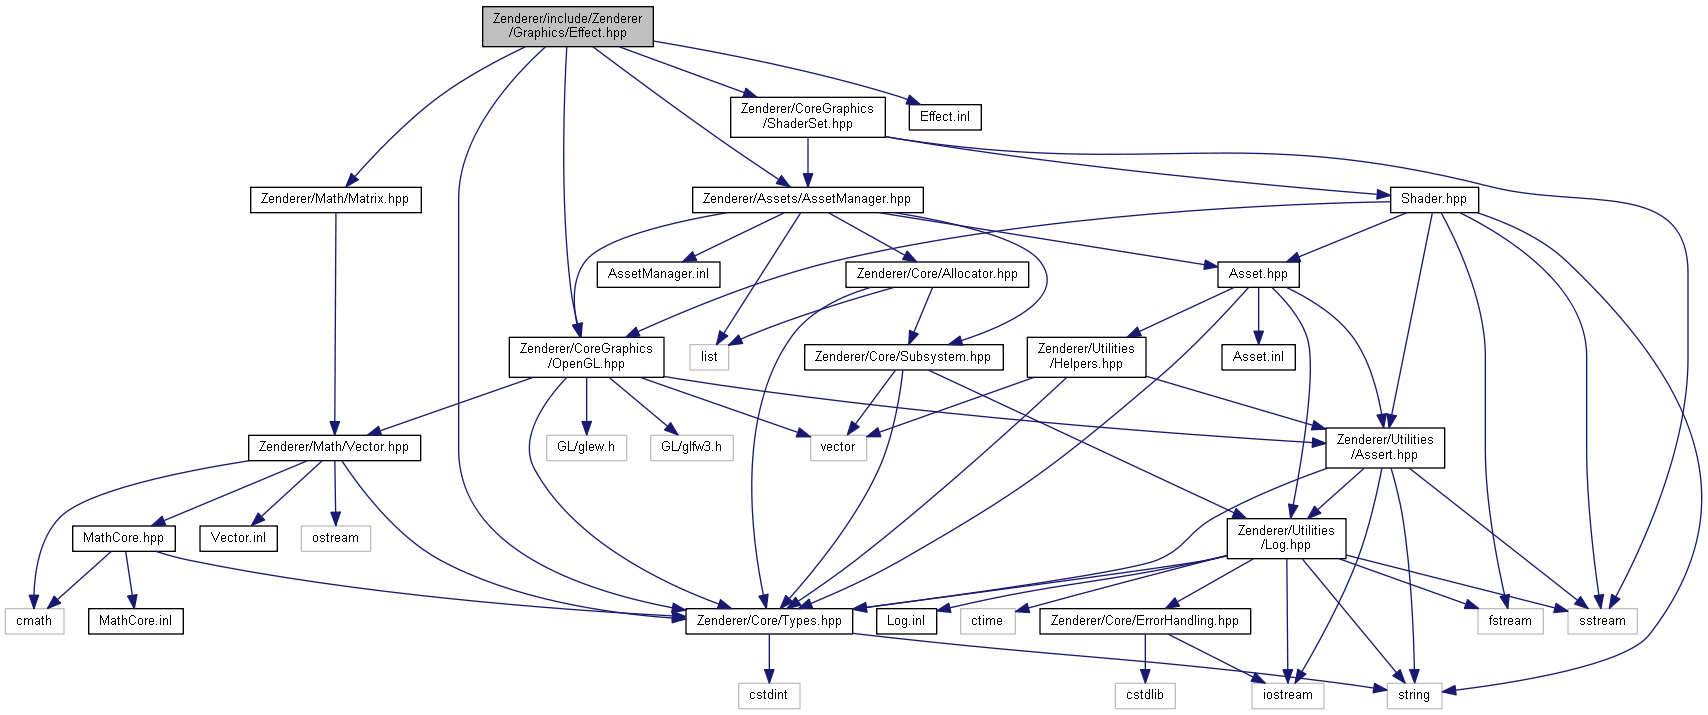 Zenderer/include/Zenderer
/Graphics/Effect.hpp
Zenderer/CoreGraphics
/ShaderSet.hpp
Effect.inl
Zenderer/Math/Matrix.hpp
Zenderer/Assets/AssetManager.hpp
Shader.hpp
AssetManager.inl
Zenderer/Core/Allocator.hpp
Asset.hpp
Zenderer/CoreGraphics
/OpenGL.hpp
list
Zenderer/Core/Subsystem.hpp
Zenderer/Utilities
/Helpers.hpp
Asset.inl
Zenderer/Math/Vector.hpp
GL/glew.h
GL/glfw3.h
vector
Zenderer/Utilities
/Assert.hpp
MathCore.hpp
Vector.inl
ostream
Zenderer/Utilities
/Log.hpp
cmath
MathCore.inl
Zenderer/Core/Types.hpp
Log.inl
ctime
Zenderer/Core/ErrorHandling.hpp
fstream
sstream
cstdint
cstdlib
iostream
string